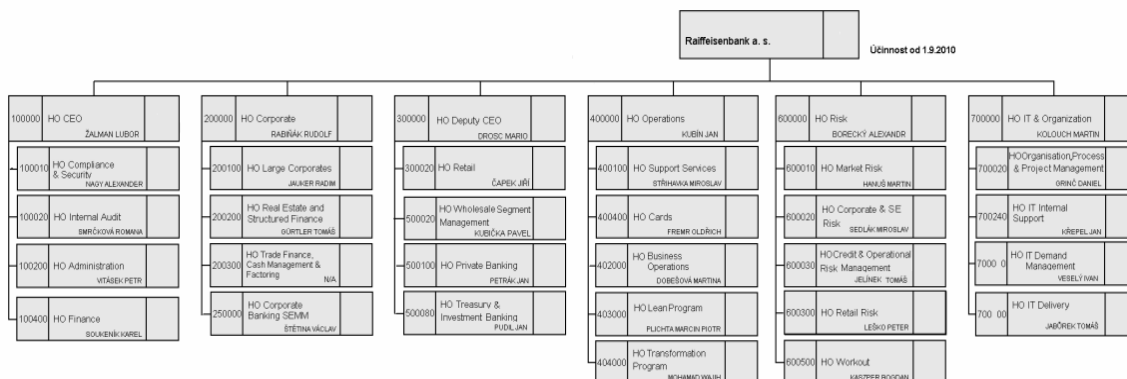 Raiffeisenbank a. s.
Účinnost od 1.9.2010
100000 HO CEO
ŽALMAN LUBOR
100010 HO Compliance
& Security
NAGY ALEXANDER
100020 HO Internal Audit
SMRČKOVÁ ROMANA
100200 HO Administration
VITÁSEK PETR
100400 HO Finance
SOUKENÍK KAREL
200000 HO Corporate
RABIŇÁK RUDOLF
200100 HO Large Corporates
JAUKER RADIM
200200 HO Real Estate and
Structured Finance
GÜRTLER TOMÁŠ
200300 HO Trade Finance,
Cash Management &
Factoring
N/A
250000 HO Corporate
Banking SEMM
ŠTĚTINA VÁCLAV
300000 HO Deputy CEO
DROSC MARIO
300020 HO Retail
ČAPEK JIŘÍ
500020 HO Wholesale Segment
Management
KUBIČKA PAVEL
500100 HO Private Banking
PETRÁK JAN
500080 HO Treasury &
Investment Banking
PUDIL JAN
400000 HO Operations
KUBÍN JAN
400100 HO Support Services
STŘIHAVKA MIROSLAV
400400 HO Cards
FREMR OLDŘICH
402000 HO Business
Operations
DOBEŠOVÁ MARTINA
403000 HO Lean Program
PLICHTA MARCIN PIOTR
404000 HO Transformation
Program
MOHAMAD WAJIH
600000 HO Risk
BORECKÝ ALEXANDR
600010 HO Market Risk
HANUŠ MARTIN
600020 HO Corporate & SE
Risk
SEDLÁK MIROSLAV
600030 HO Credit & Operational
Risk Management
JELÍNEK TOMÁŠ
600300 HO Retail Risk
LEŠKO PETER
600500 HO Workout
KASZPER BOGDAN
700000 HO IT & Organization
KOLOUCH MARTIN
700020 HO Organisation, Process
& Project Management
GRINČ DANIEL
700240 HO IT Internal
Support
KŘEPEL JAN
7000 0 HO IT Demand
Management
VESELÝ IVAN
700 00 HO IT Delivery
JABŮREK TOMÁŠ